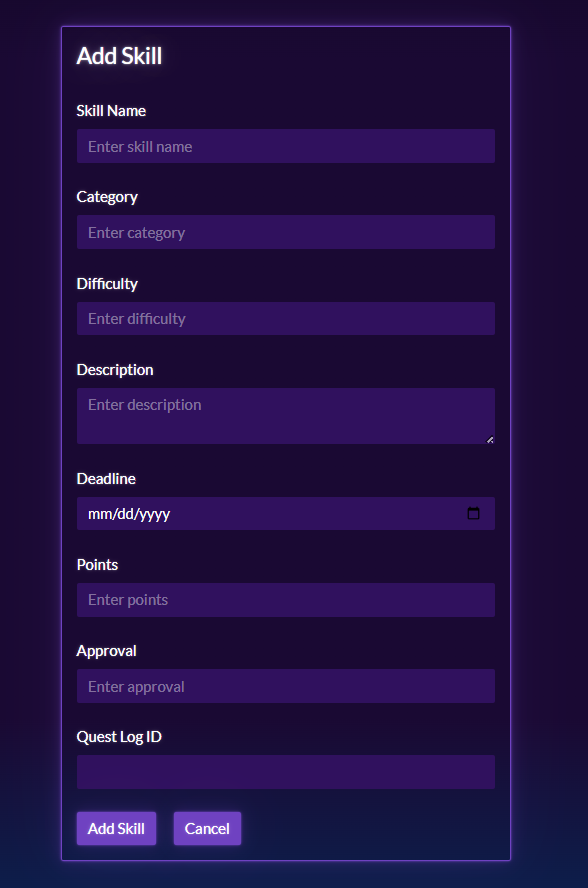 Add Skill
Skill Name
Enter skill name
Category
Enter category
Difficulty
Enter difficulty
Description
Enter description
Deadline
mm/dd/yyyy
Points
Enter points
Approval
Enter approval
Quest Log ID
Add Skill Cancel